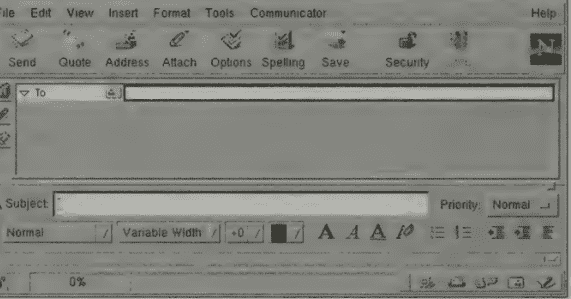 File Edit View Insert Format Tools Communicator Help
N
Send Quote Address Attach Options Spelling Save Security
To
Subject: Priority: Normal
Normal Variable Width +0 A A A
0%